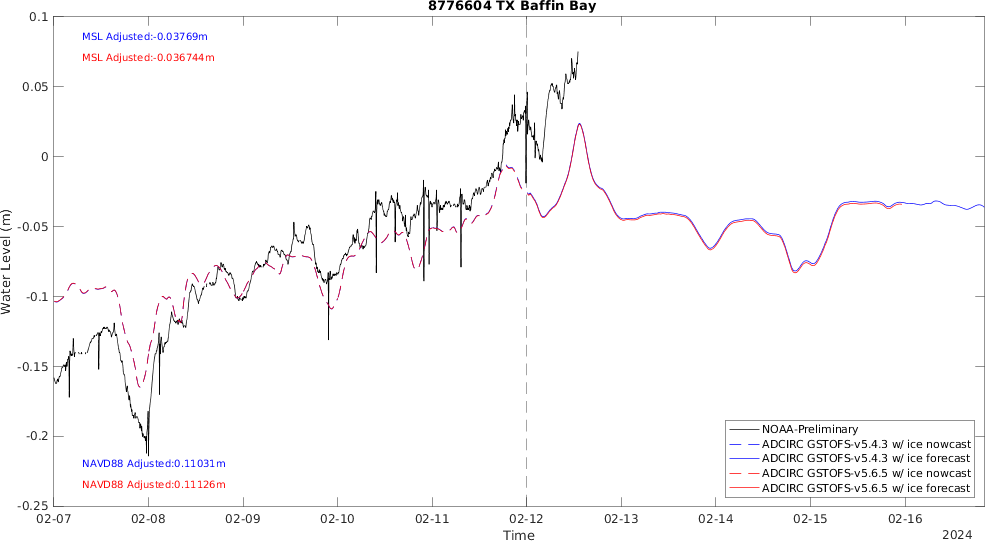 8776604 TX Baffin Bay
0.1
0.05
0
-0.05
-0.1
-0.15
-0.2
-0.25
Water Level (m)
MSL Adjusted:-0.03769m
MSL Adjusted:-0.036744m
NAVD88 Adjusted:0.11031m
NAVD88 Adjusted:0.11126m
NOAA-Preliminary
ADCIRC GSTOFS-v5.4.3 w/ ice nowcast
ADCIRC GSTOFS-v5.4.3 w/ ice forecast
ADCIRC GSTOFS-v5.6.5 w/ ice nowcast
ADCIRC GSTOFS-v5.6.5 w/ ice forecast
02-07 02-08 02-09 02-10 02-11 02-12 02-13 02-14 02-15 02-16
Time
2024